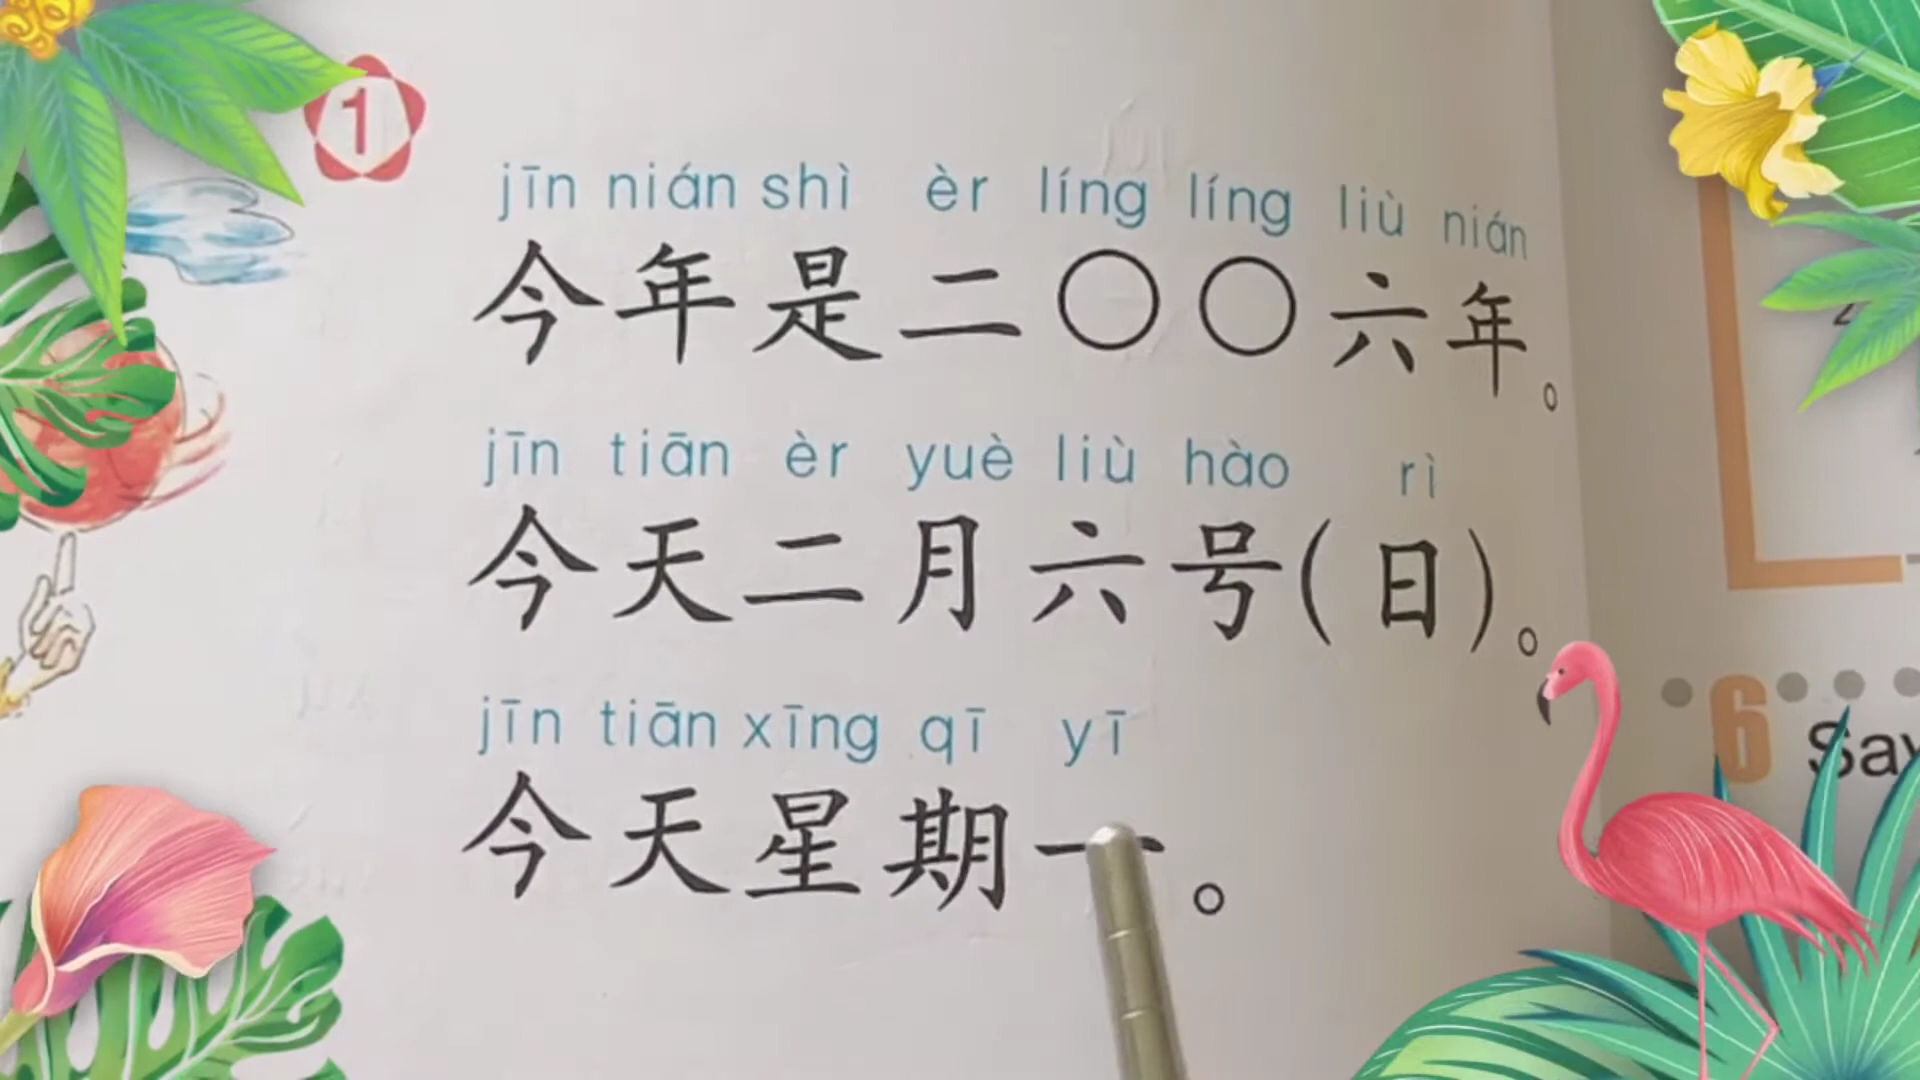 1
jīn nián shì èr líng líng liù nián
今年是二〇〇六年。
jīn tiān èr yuè liù hào rì
今天二月六号(日)。
jīn tiān xīng qī yī
今天星期一。
6